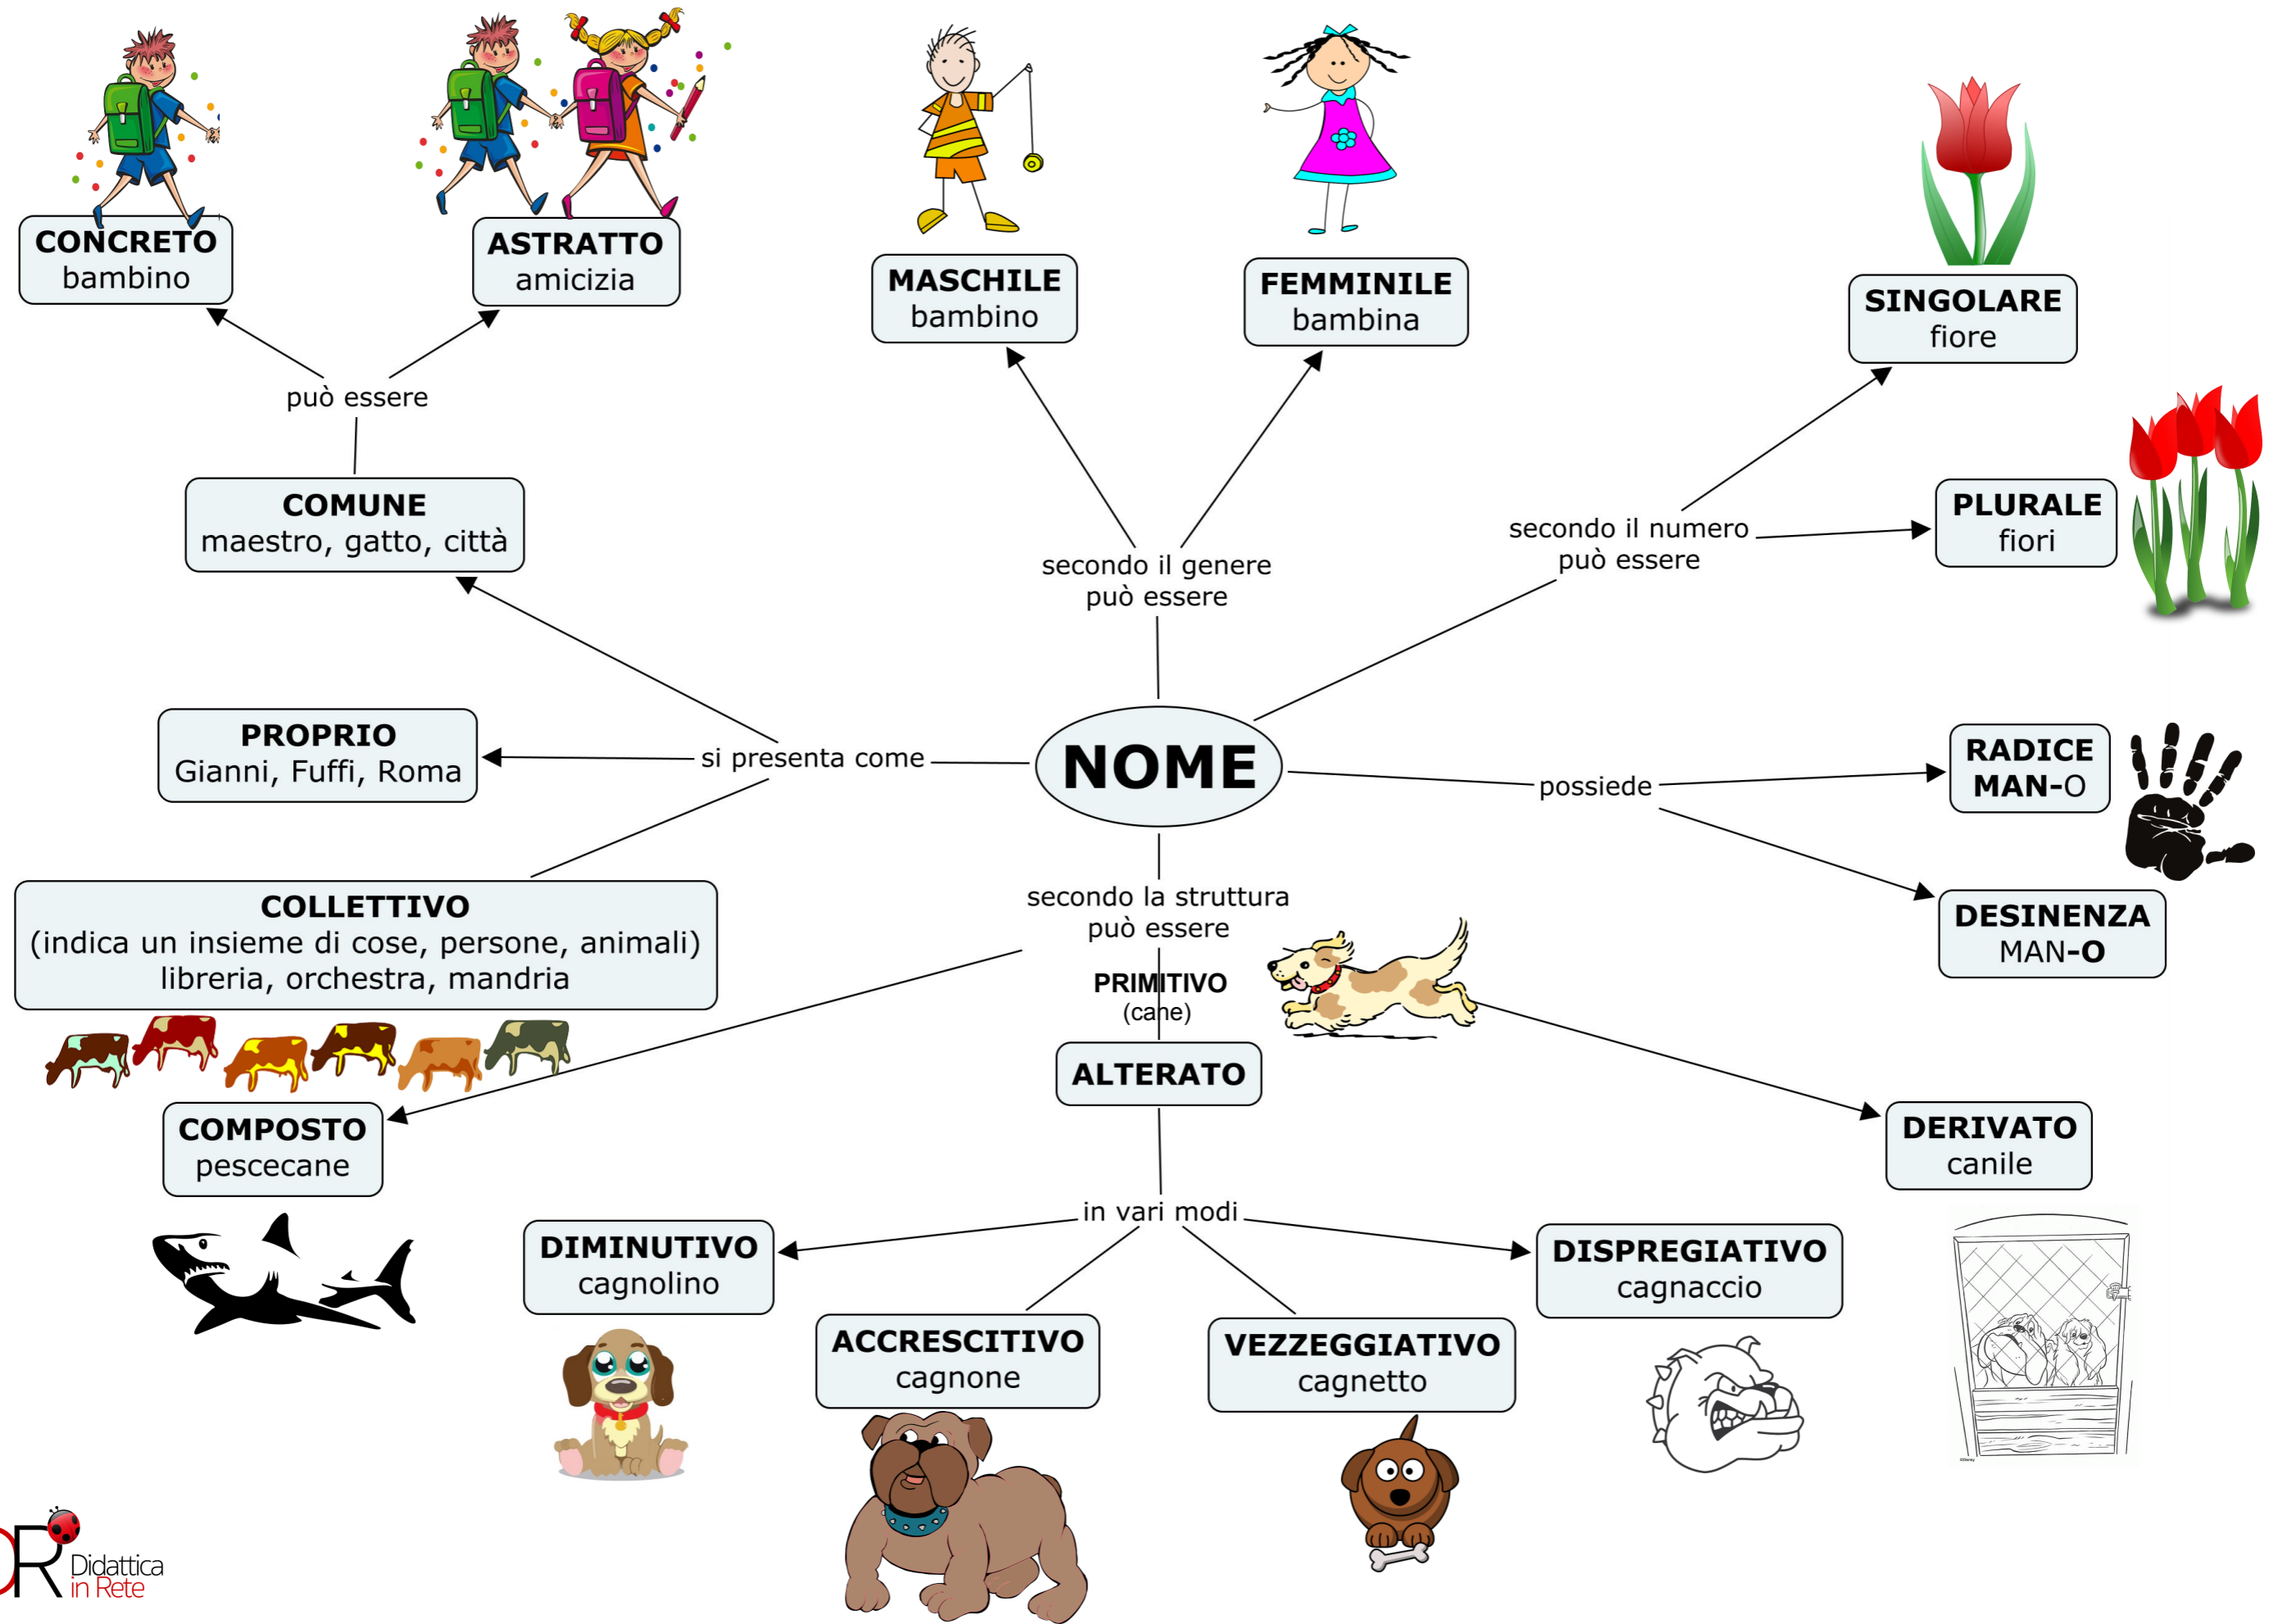 CONCRETO
bambino
ASTRATTO
amicizia
MASCHILE
bambino
FEMMINILE
bambina
SINGOLARE
fiore
può essere
PLURALE
fiori
COMUNE
maestro, gatto, città
secondo il numero
può essere
secondo il genere
può essere
PROPRIO
Gianni, Fuffi, Roma
si presenta come
NOME
possiede
RADICE
MAN-O
COLLETTIVO
(indica un insieme di cose, persone, animali)
libreria, orchestra, mandria
secondo la struttura
può essere
DESINENZA
MAN-O
PRIMITIVO
(cane)
ALTERATO
COMPOSTO
pescecane
DERIVATO
canile
in vari modi
DIMINUTIVO
cagnolino
DISPREGIATIVO
cagnaccio
ACCRESCITIVO
cagnone
VEZZEGGIATIVO
cagnetto
©Disney
DR
Didattica
in Rete